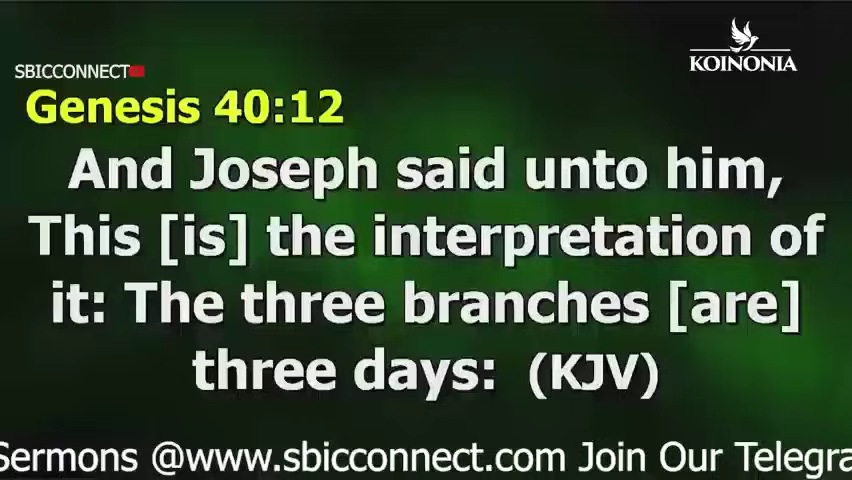 KOINONIA
SBICCONNECT
Genesis 40:12
And Joseph said unto him,
This [is] the interpretation of
it: The three branches [are]
three days:  (KJV)
Sermons @www.sbicconnect.com Join Our Telegra